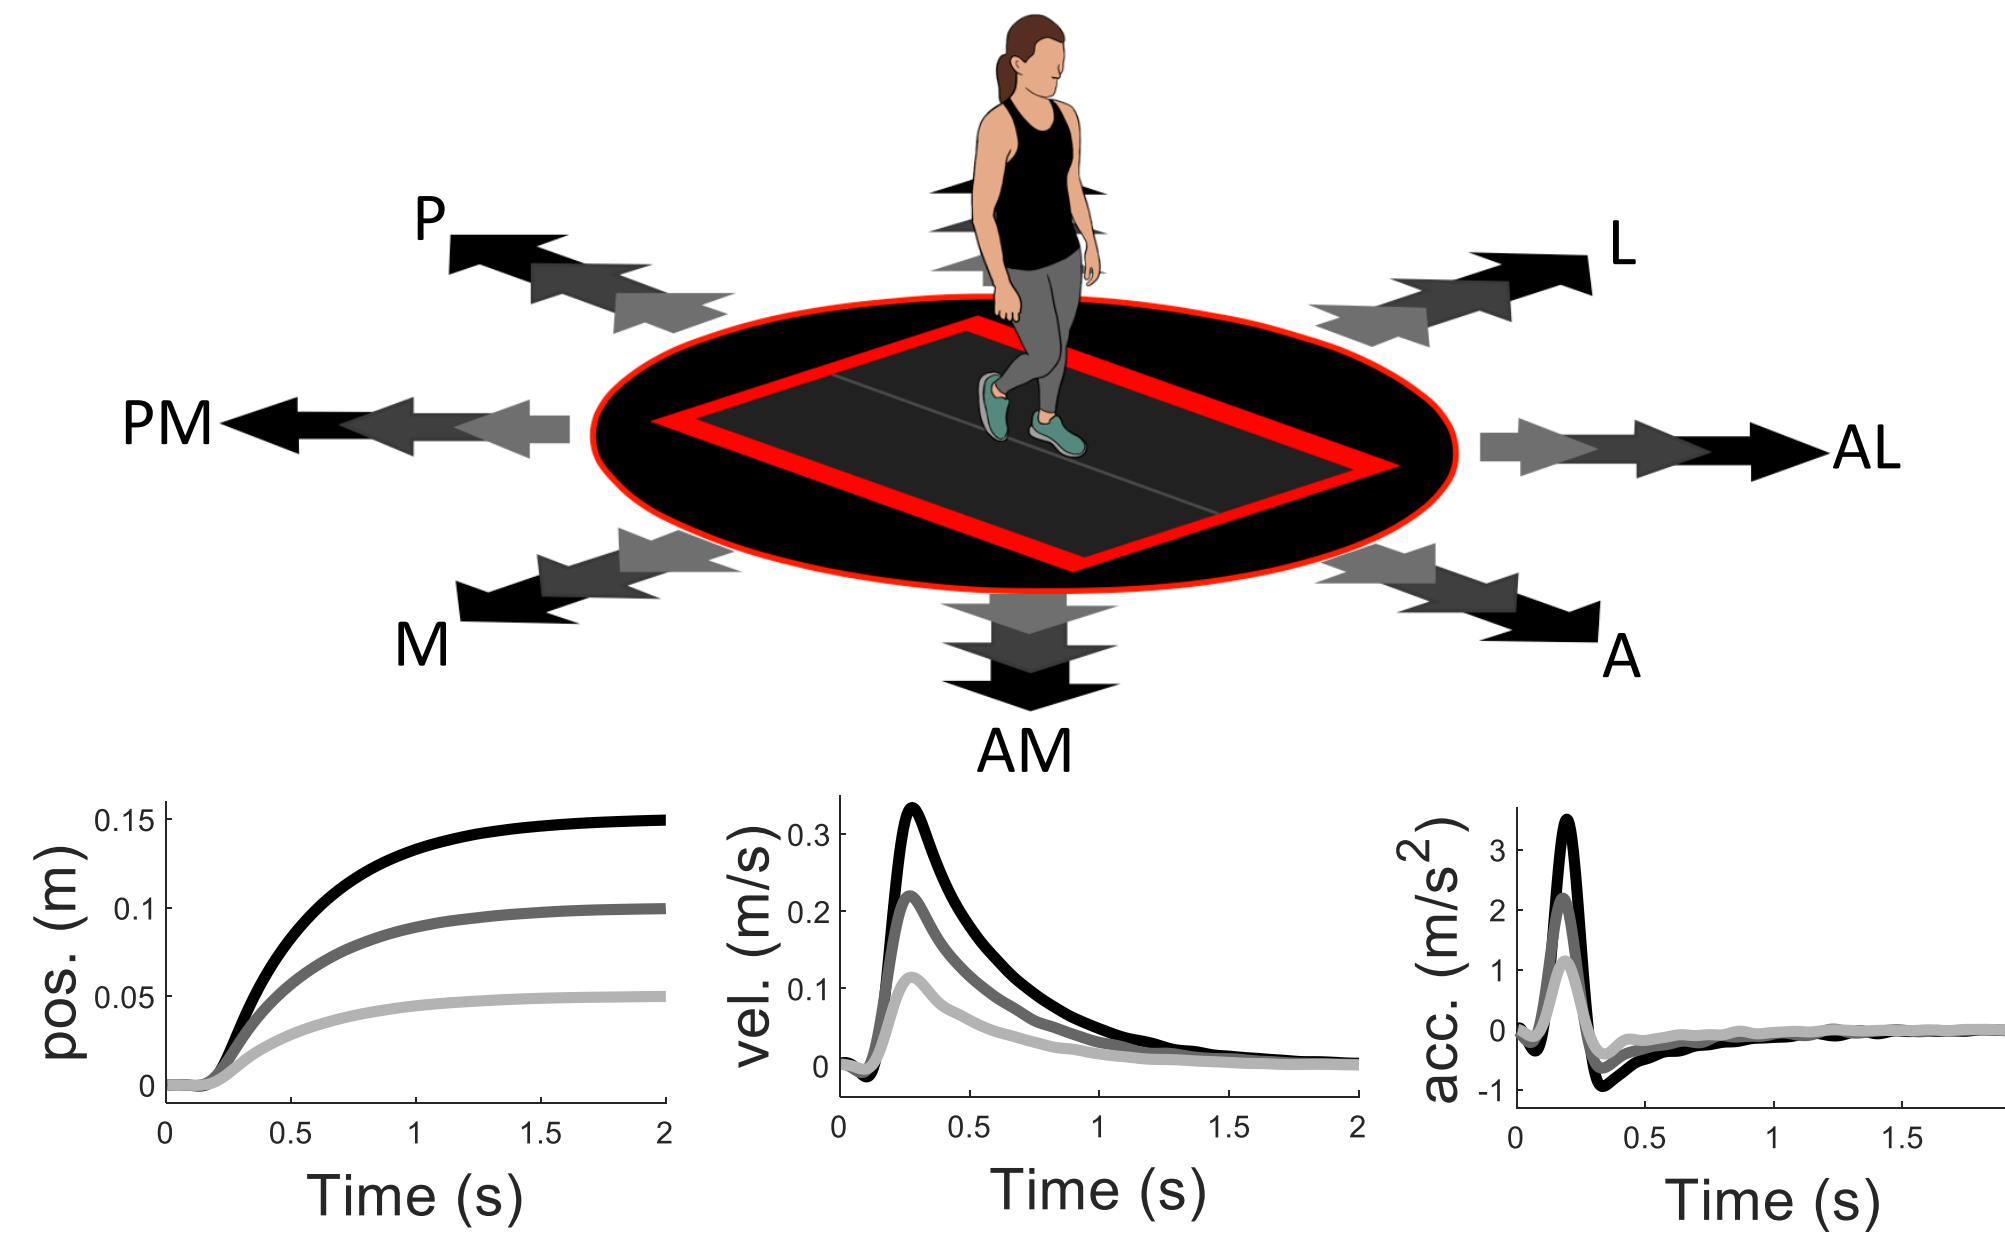 P
L
PM
AL
M
A
AM
pos. (m)
0.15
0.1
0.05
0
0 0.5 1 1.5 2
Time (s)
vel. (m/s)
0.3
0.2
0.1
0
0 0.5 1 1.5 2
Time (s)
acc. (m/s²)
3
2
1
0
-1
0 0.5 1 1.5
Time (s)